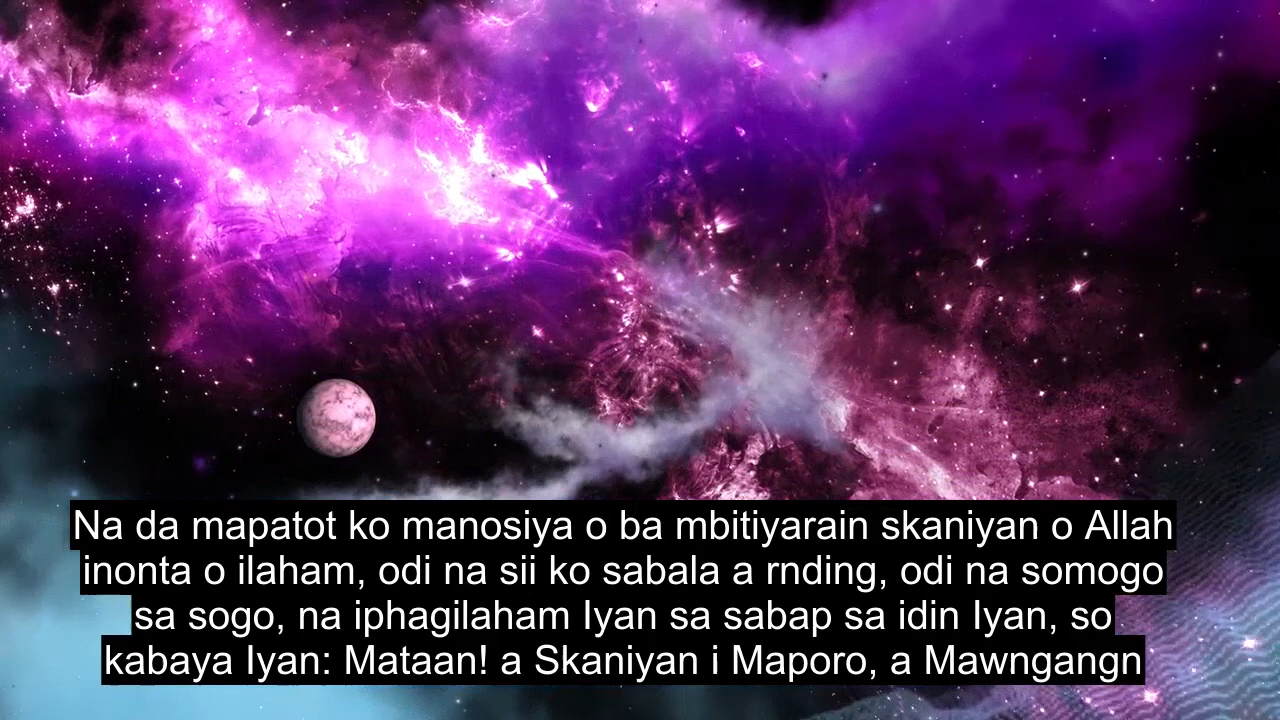 Na da mapatot ko manosiya o ba mbitiyarain skaniyan o Allah
inonta o ilaham, odi na sii ko sabala a rnding, odi na somogo
sa sogo, na iphagilaham Iyan sa sabap sa idin Iyan, so
kabaya Iyan: Mataan! a Skaniyan i Maporo, a Mawngangn